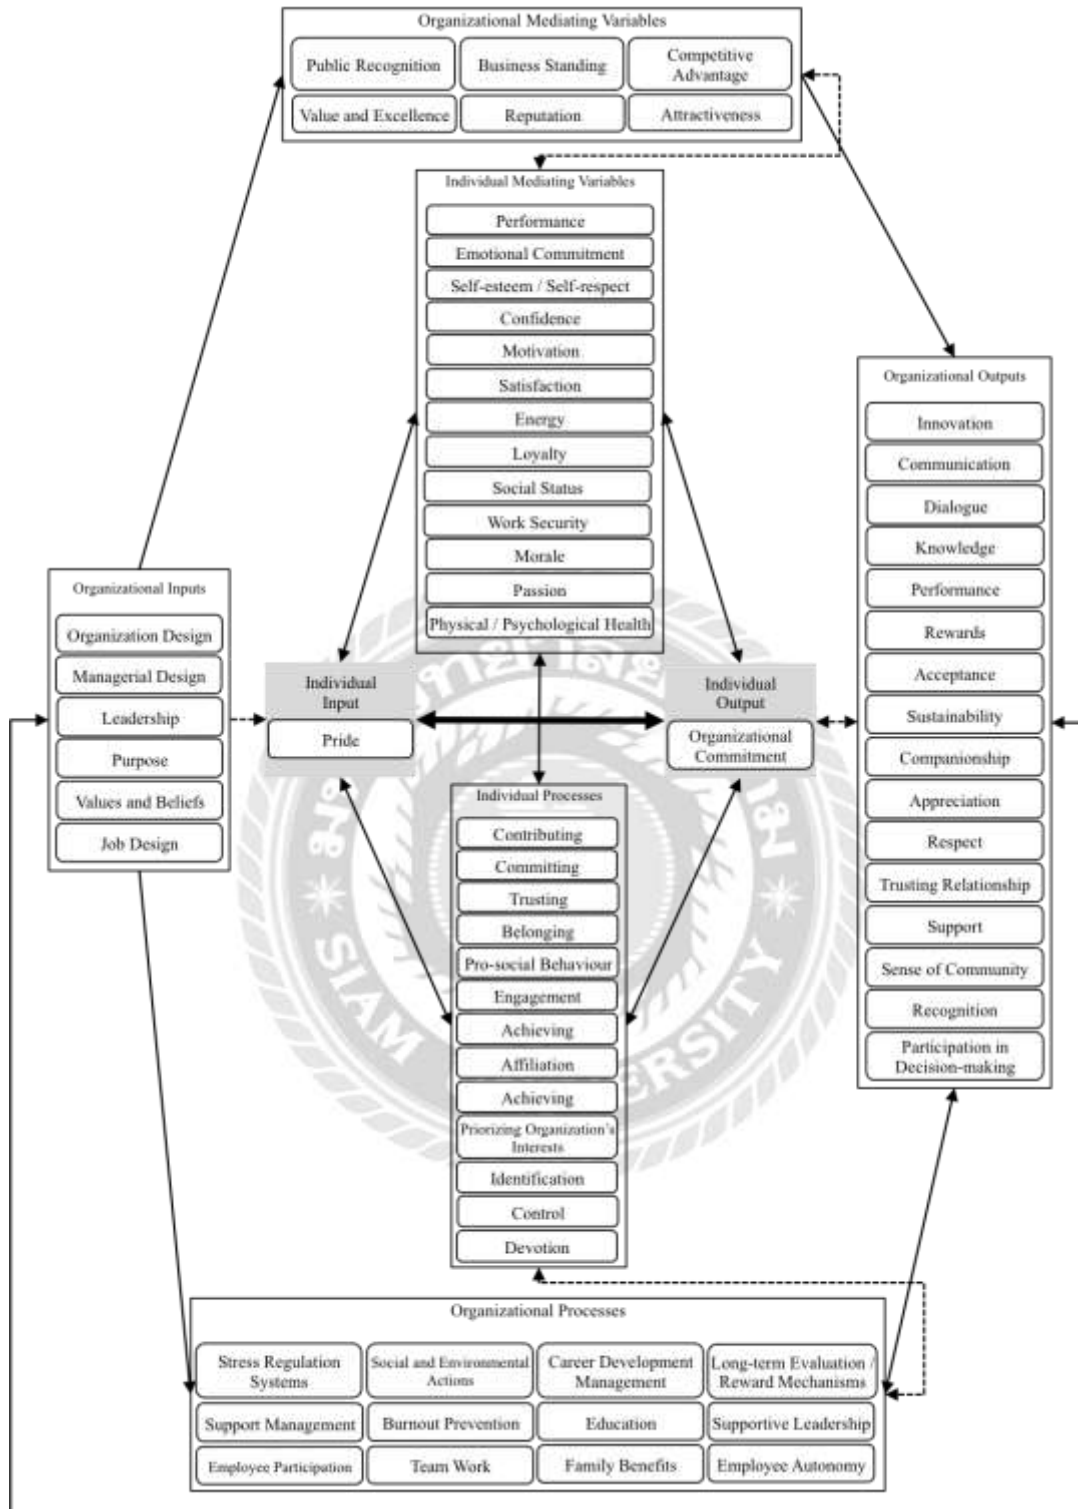 Organizational Mediating Variables
Public Recognition
Business Standing
Competitive
Advantage
Value and Excellence
Reputation
Attractiveness
Individual Mediating Variables
Performance
Emotional Commitment
Self-esteem / Self-respect
Confidence
Motivation
Satisfaction
Energy
Loyalty
Social Status
Work Security
Morale
Passion
Physical / Psychological Health
Organizational Inputs
Organization Design
Managerial Design
Leadership
Purpose
Values and Beliefs
Job Design
Individual
Input
Pride
Individual
Output
Organizational
Commitment
Organizational Outputs
Innovation
Communication
Dialogue
Knowledge
Performance
Rewards
Acceptance
Sustainability
Companionship
Appreciation
Respect
Trusting Relationship
Support
Sense of Community
Recognition
Participation in
Decision-making
Individual Processes
Contributing
Committing
Trusting
Belonging
Pro-social Behaviour
Engagement
Achieving
Affiliation
Achieving
Priorizing Organization's
Interests
Identification
Control
Devotion
Organizational Processes
Stress Regulation
Systems
Social and Environmental
Actions
Career Development
Management
Long-term Evaluation /
Reward Mechanisms
Support Management
Burnout Prevention
Education
Supportive Leadership
Employee Participation
Team Work
Family Benefits
Employee Autonomy
SIAM